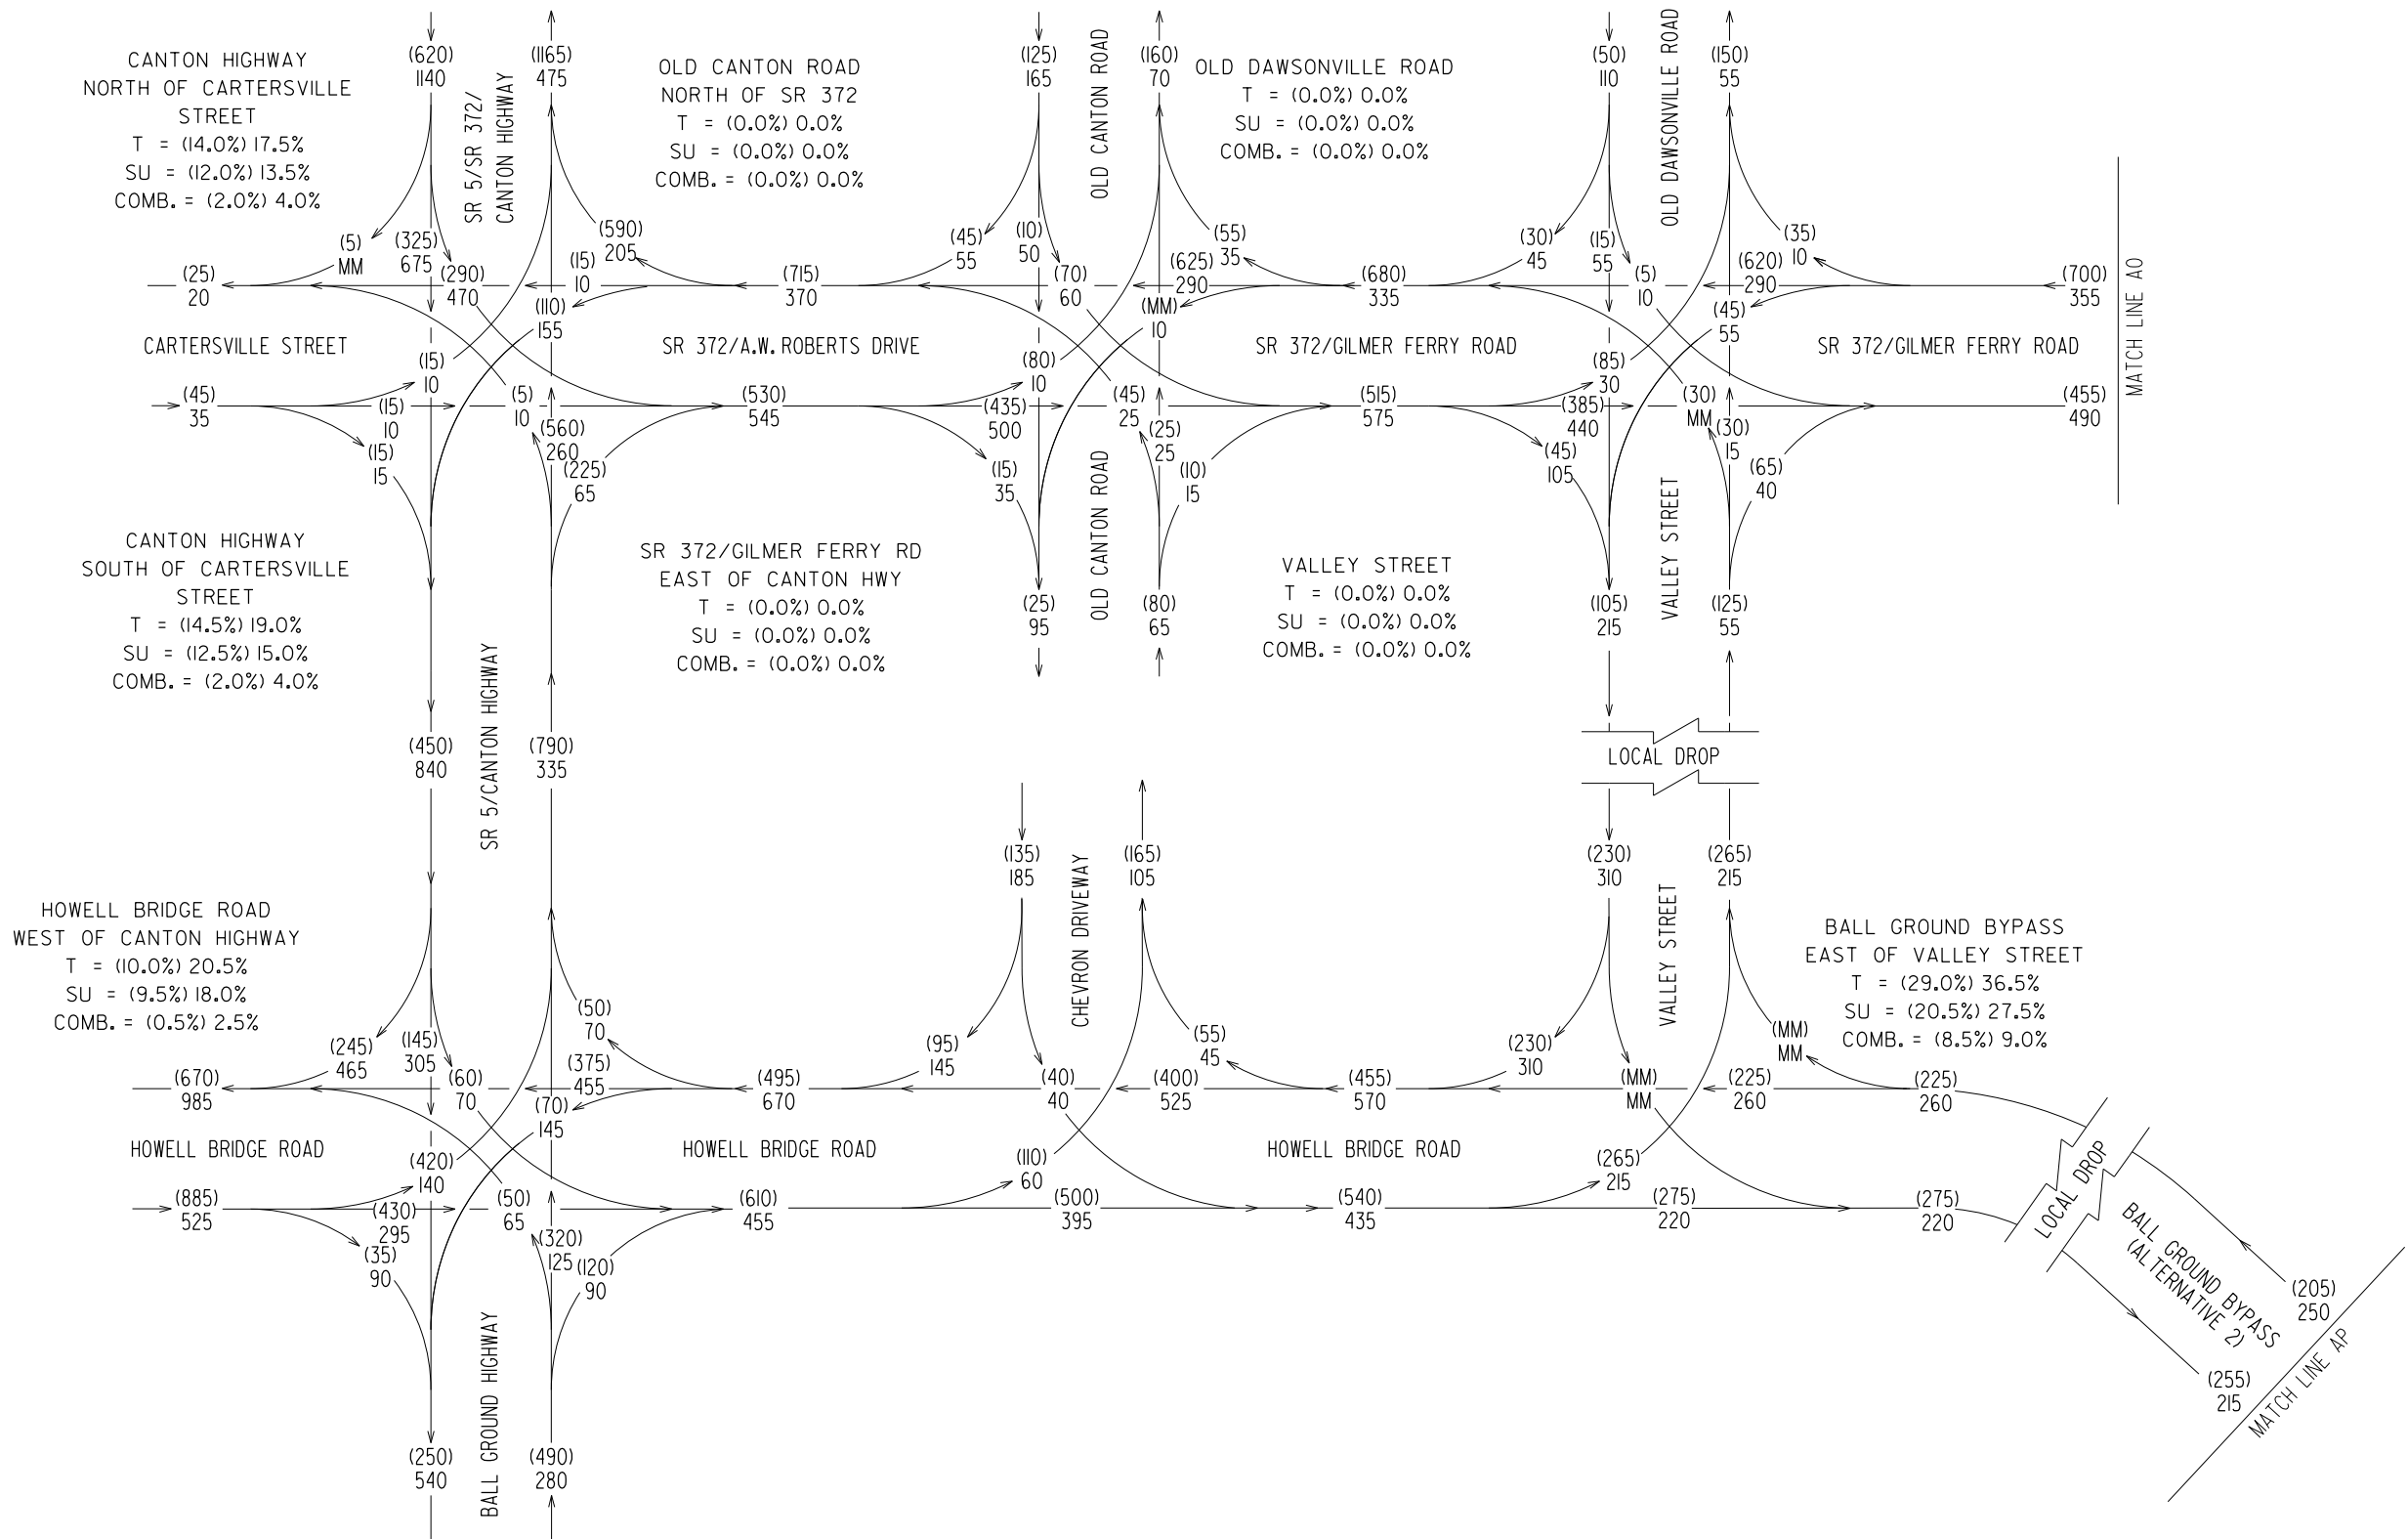 CANTON HIGHWAY
NORTH OF CARTERSVILLE
STREET
T = (14.0%) 17.5%
SU = (12.0%) 13.5%
COMB. = (2.0%) 4.0%
(620)
1140
SR 5/SR 372/
CANTON HIGHWAY
(1165)
475
OLD CANTON ROAD
NORTH OF SR 372
T = (0.0%) 0.0%
SU = (0.0%) 0.0%
COMB. = (0.0%) 0.0%
(125)
165
OLD CANTON ROAD
(160)
70
OLD DAWSONVILLE ROAD
T = (0.0%) 0.0%
SU = (0.0%) 0.0%
COMB. = (0.0%) 0.0%
(50)
110
OLD DAWSONVILLE ROAD
(150)
55
(5)
MM
(325)
675
(290)
470
(15)
10
(590)
205
(110)
155
(25)
20
(715)
370
(45)
55
(10)
50
(70)
60
(625)
290
(55)
35
(MM)
10
(680)
335
(30)
45
(15)
55
(5)
10
(620)
290
(35)
10
(45)
55
(700)
355
MATCH LINE AO
CARTERSVILLE STREET
SR 372/A.W. ROBERTS DRIVE
SR 372/GILMER FERRY ROAD
SR 372/GILMER FERRY ROAD
(45)
35
(15)
10
(15)
10
(15)
15
(5)
10
(560)
260
(225)
65
(530)
545
(80)
10
(435)
500
(15)
35
(45)
25
(25)
25
(10)
15
(515)
575
(85)
30
(385)
440
(45)
105
(30)
MM
(30)
15
(65)
40
(455)
490
CANTON HIGHWAY
SOUTH OF CARTERSVILLE
STREET
T = (14.5%) 19.0%
SU = (12.5%) 15.0%
COMB. = (2.0%) 4.0%
SR 372/GILMER FERRY RD
EAST OF CANTON HWY
T = (0.0%) 0.0%
SU = (0.0%) 0.0%
COMB. = (0.0%) 0.0%
(25)
95
OLD CANTON ROAD
(80)
65
VALLEY STREET
T = (0.0%) 0.0%
SU = (0.0%) 0.0%
COMB. = (0.0%) 0.0%
(105)
215
VALLEY STREET
(125)
55
(450)
840
SR 5/CANTON HIGHWAY
(790)
335
LOCAL DROP
(135)
185
CHEVRON DRIVEWAY
(165)
105
(230)
310
VALLEY STREET
(265)
215
HOWELL BRIDGE ROAD
WEST OF CANTON HIGHWAY
T = (10.0%) 20.5%
SU = (9.5%) 18.0%
COMB. = (0.5%) 2.5%
BALL GROUND BYPASS
EAST OF VALLEY STREET
T = (29.0%) 36.5%
SU = (20.5%) 27.5%
COMB. = (8.5%) 9.0%
(670)
985
(245)
465
(145)
305
(60)
70
(375)
455
(50)
70
(70)
145
(495)
670
(95)
145
(40)
40
(400)
525
(55)
45
(455)
570
(230)
310
(MM)
MM
(225)
260
(MM)
MM
(225)
260
HOWELL BRIDGE ROAD
HOWELL BRIDGE ROAD
HOWELL BRIDGE ROAD
(885)
525
(420)
140
(430)
295
(35)
90
(50)
65
(320)
125
(120)
90
(610)
455
(110)
60
(500)
395
(540)
435
(265)
215
(275)
220
(275)
220
LOCAL DROP
BALL GROUND BYPASS
(ALTERNATIVE 2)
(205)
250
(255)
215
MATCH LINE AP
(250)
540
BALL GROUND HIGHWAY
(490)
280